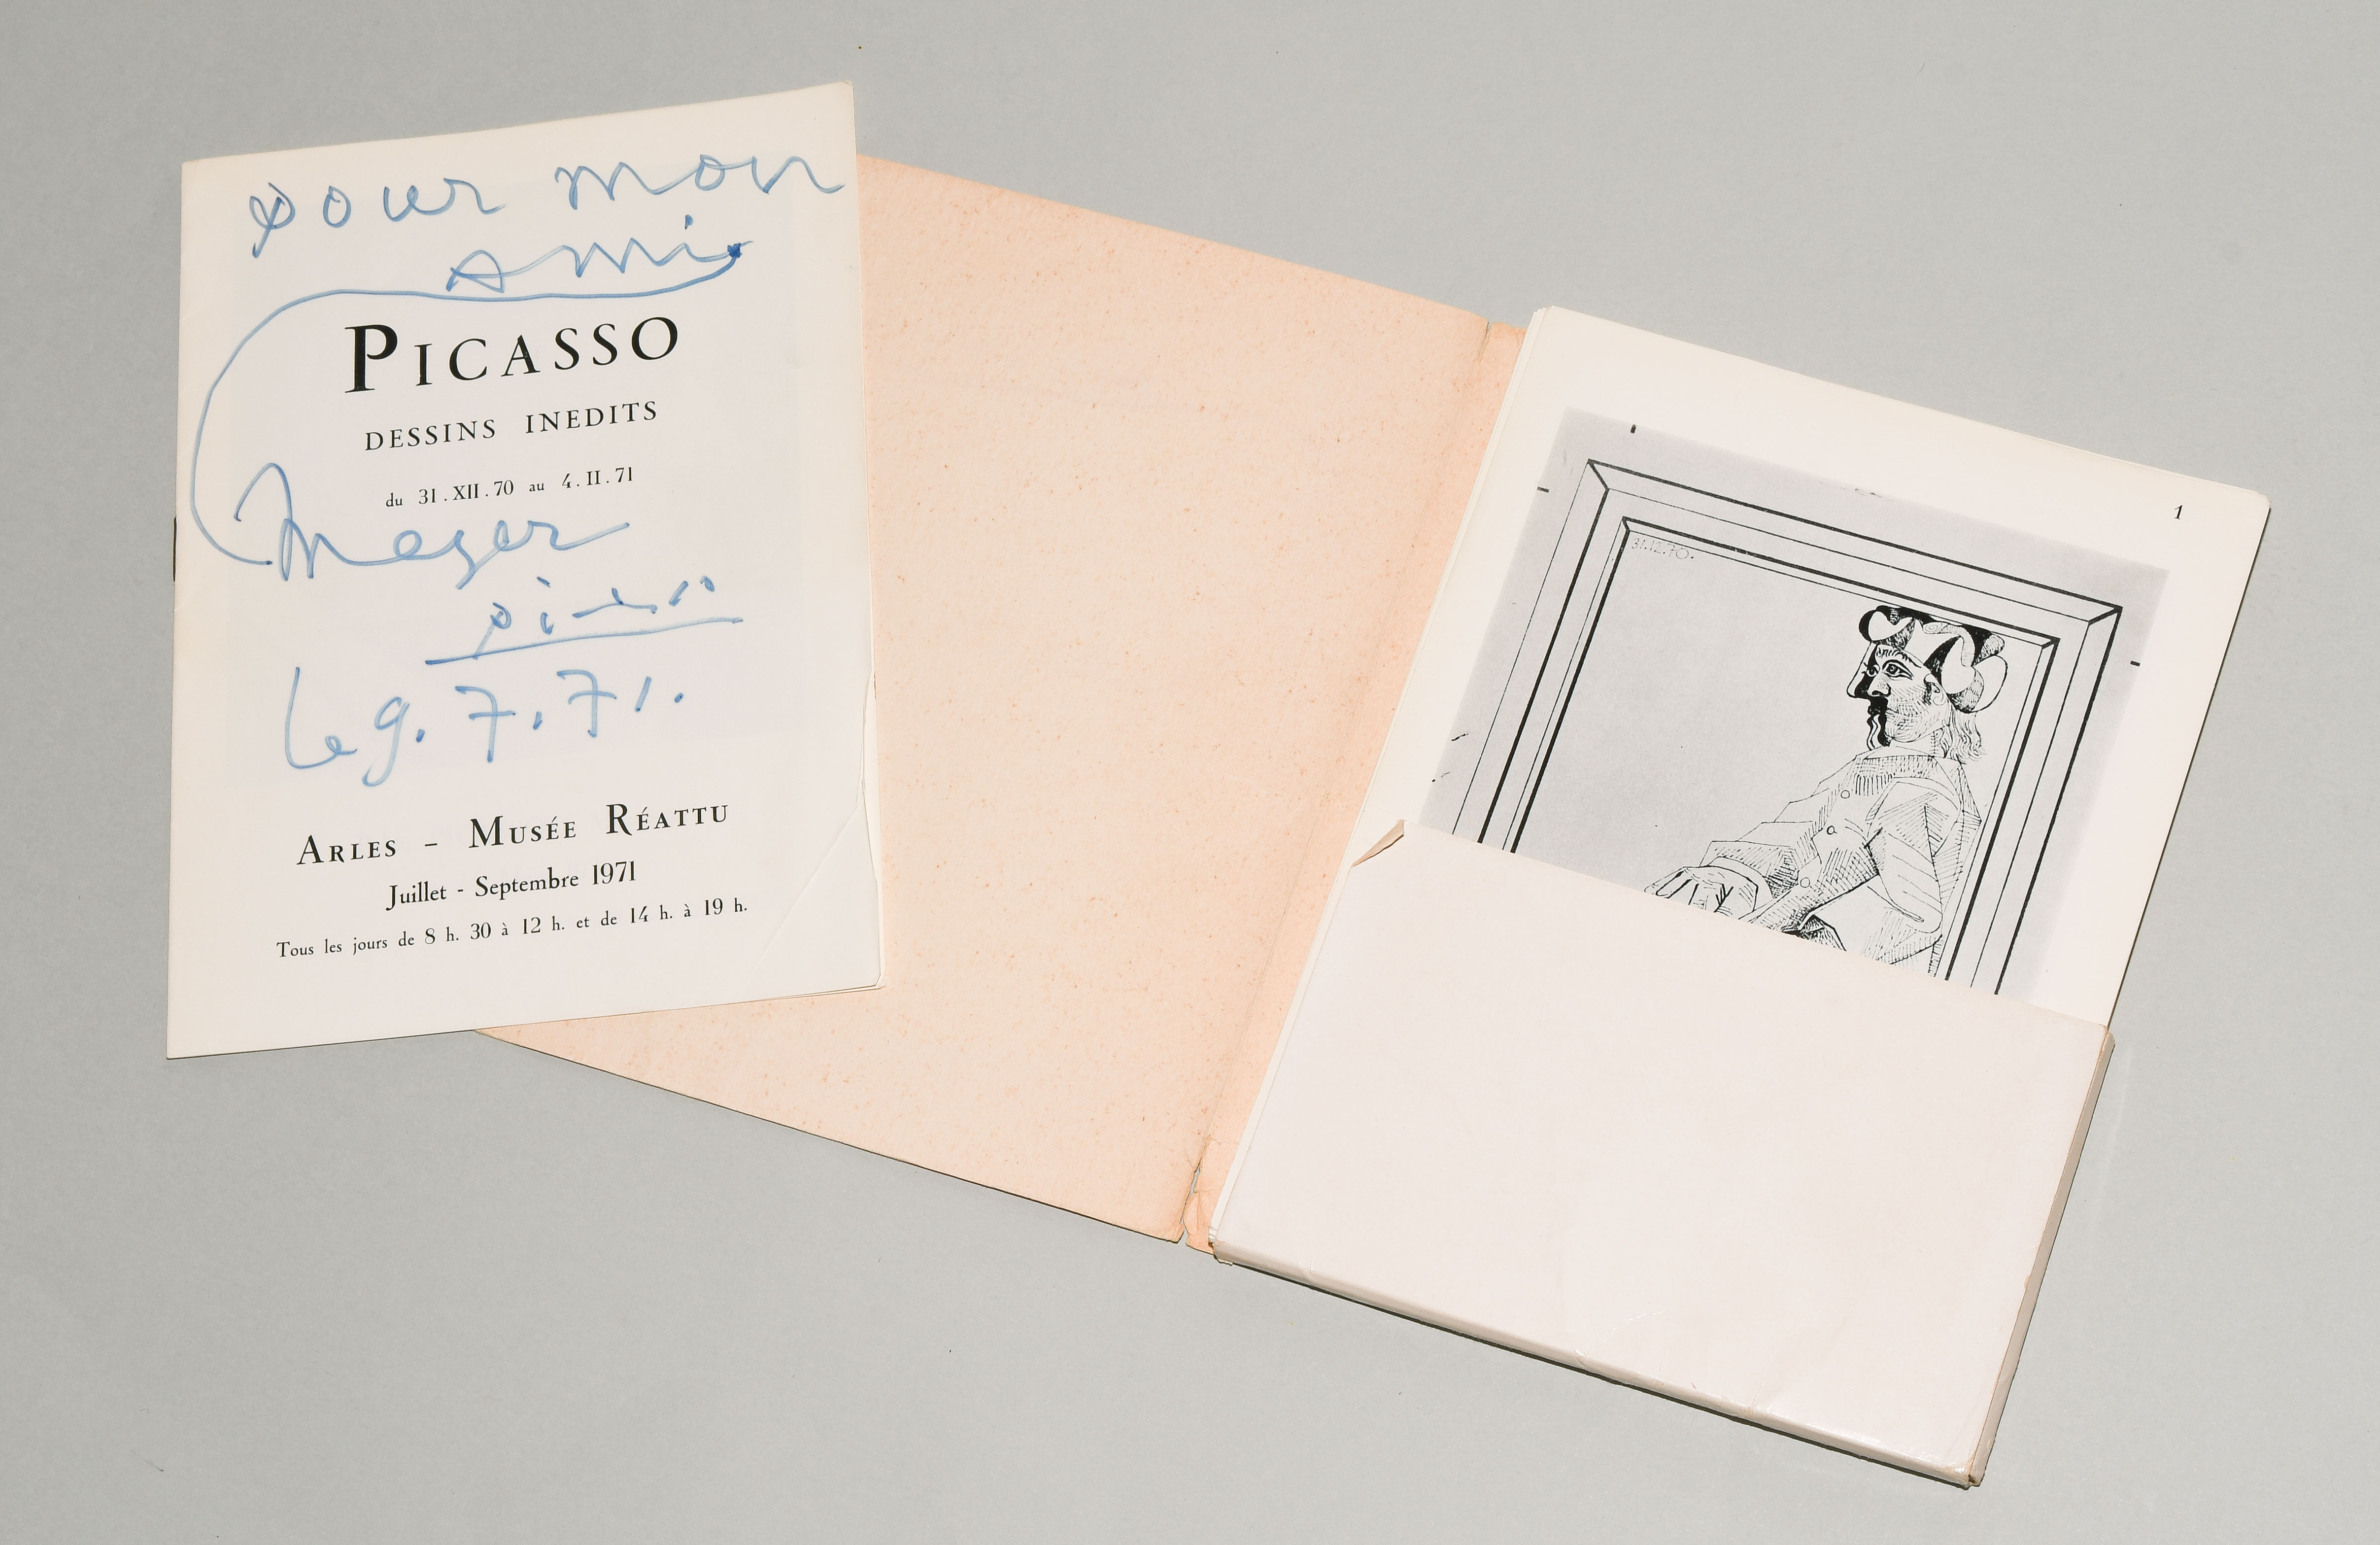 pour mon
ami
PICASSO
DESSINS INEDITS
du 31.XII.70 au 4.II.71
Meyer
Picasso
le 9.7.71.
ARLES - MUSÉE RÉATTU
Juillet - Septembre 1971
Tous les jours de 8 h. 30 à 12 h. et de 14 h. à 19 h.
1
31.12.70.